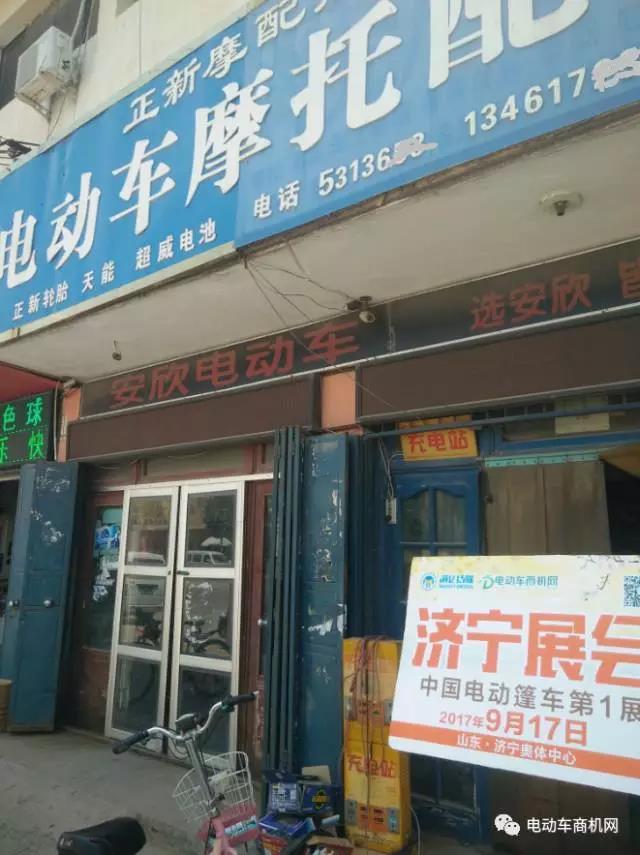 正新摩配
电动车摩托配
正新轮胎 天能 超威电池
电话 53136 3 134617
安欣电动车
选安欣
色球
乐快
充电站
电动车商机网
济宁展会
中国电动篷车第1展
2017年9月17日
山东·济宁奥体中心
充电站
电动车商机网